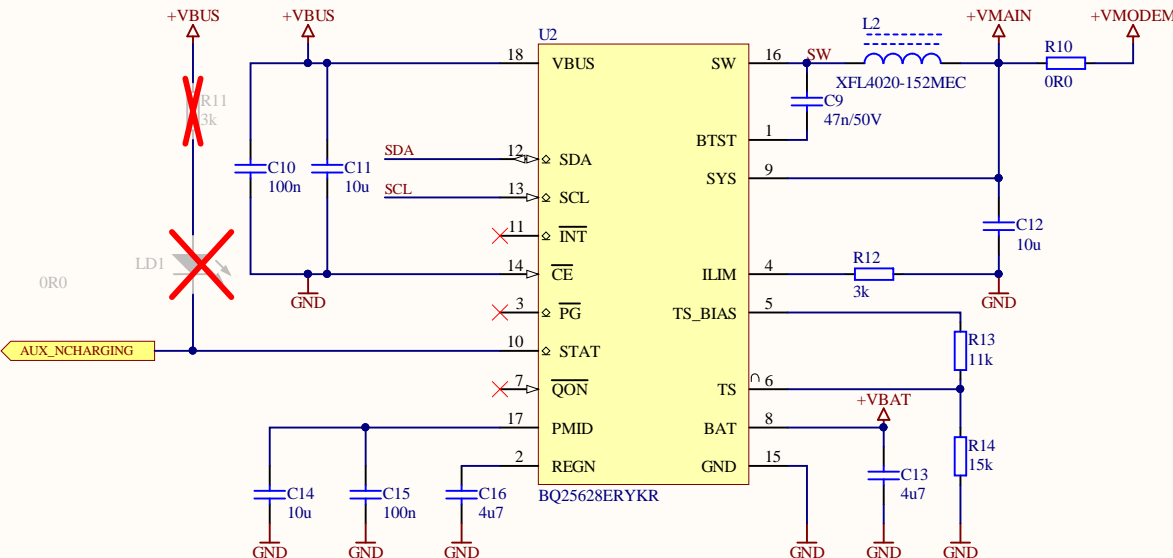 +VBUS
+VBUS
U2
L2
+VMAIN
+VMODEM
18
VBUS
SW
16
SW
XFL4020-152MEC
R10
0R0
R11
3k
C9
47n/50V
BTST
1
SDA
12
SDA
C10
100n
C11
10u
SYS
9
SCL
13
SCL
11
INT
C12
10u
LD1
0R0
14
CE
ILIM
4
R12
3k
GND
GND
3
PG
TS_BIAS
5
R13
11k
AUX_NCHARGING
10
STAT
7
QON
TS
6
+VBAT
17
PMID
BAT
8
R14
15k
2
REGN
GND
15
C14
10u
C15
100n
C16
4u7
BQ25628ERYKR
C13
4u7
GND
GND
GND
GND
GND
GND